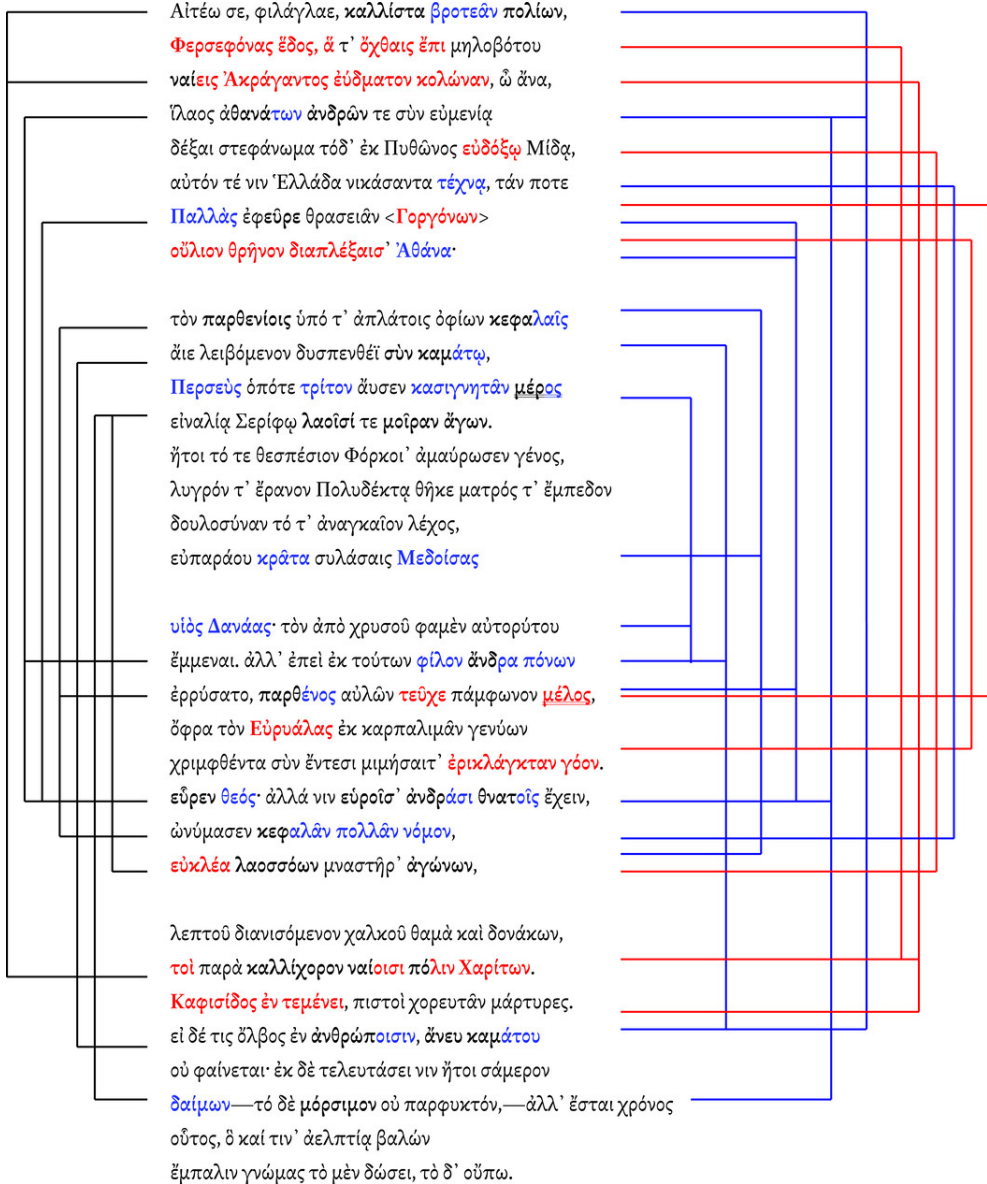 Αἰτέω σε, φιλάγλαε, καλλίστα βροτεᾶν πολίων,
Φερσεφόνας ἕδος, ἅ τ’ ὄχθαις ἔπι μηλοβότου
ναίεις Ἀκράγαντος ἐύδματον κολώναν, ὦ ἄνα,
ἵλαος ἀθανάτων ἀνδρῶν τε σὺν εὐμενίᾳ
δέξαι στεφάνωμα τόδ’ ἐκ Πυθῶνος εὐδόξῳ Μίδᾳ,
αὐτόν τέ νιν Ἑλλάδα νικάσαντα τέχνᾳ, τάν ποτε
Παλλὰς ἐφεῦρε θρασειᾶν <Γοργόνων>
οὔλιον θρῆνον διαπλέξαισ’ Ἀθάνα·
τὸν παρθενίοις ὑπό τ’ ἀπλάτοις ὀφίων κεφαλαῖς
ἄιε λειβόμενον δυσπενθέϊ σὺν καμάτῳ,
Περσεὺς ὁπότε τρίτον ἄυσεν κασιγνητᾶν μέρος
εἰναλίᾳ Σερίφῳ λαοῖσί τε μοῖραν ἄγων.
ἤτοι τό τε θεσπέσιον Φόρκοι’ ἀμαύρωσεν γένος,
λυγρόν τ’ ἔρανον Πολυδέκτᾳ θῆκε ματρός τ’ ἔμπεδον
δουλοσύναν τό τ’ ἀναγκαῖον λέχος,
εὐπαράου κρᾶτα συλάσαις Μεδοίσας
υἱὸς Δανάας· τὸν ἀπὸ χρυσοῦ φαμὲν αὐτορύτου
ἔμμεναι. ἀλλ’ ἐπεὶ ἐκ τούτων φίλον ἄνδρα πόνων
ἐρρύσατο, παρθένος αὐλῶν τεῦχε πάμφωνον μέλος,
ὄφρα τὸν Εὐρυάλας ἐκ καρπαλιμᾶν γενύων
χριμφθέντα σὺν ἔντεσι μιμήσαιτ’ ἐρικλάγκταν γόον.
εὗρεν θεός· ἀλλά νιν εὑροῖσ’ ἀνδράσι θνατοῖς ἔχειν,
ὠνύμασεν κεφαλᾶν πολλᾶν νόμον,
εὐκλέα λαοσσόων μναστῆρ’ ἀγώνων,
λεπτοῦ διανισόμενον χαλκοῦ θαμὰ καὶ δονάκων,
τοὶ παρὰ καλλίχορον ναίοισι πόλιν Χαρίτων.
Καφισίδος ἐν τεμένει, πιστοὶ χορευτᾶν μάρτυρες.
εἰ δέ τις ὄλβος ἐν ἀνθρώποισιν, ἄνευ καμάτου
οὐ φαίνεται· ἐκ δὲ τελευτάσει νιν ἤτοι σάμερον
δαίμων—τό δὲ μόρσιμον οὐ παρφυκτόν,—ἀλλ’ ἔσται χρόνος
οὗτος, ὃ καί τιν’ ἀελπτίᾳ βαλών
ἔμπαλιν γνώμας τὸ μὲν δώσει, τὸ δ’ οὔπω.